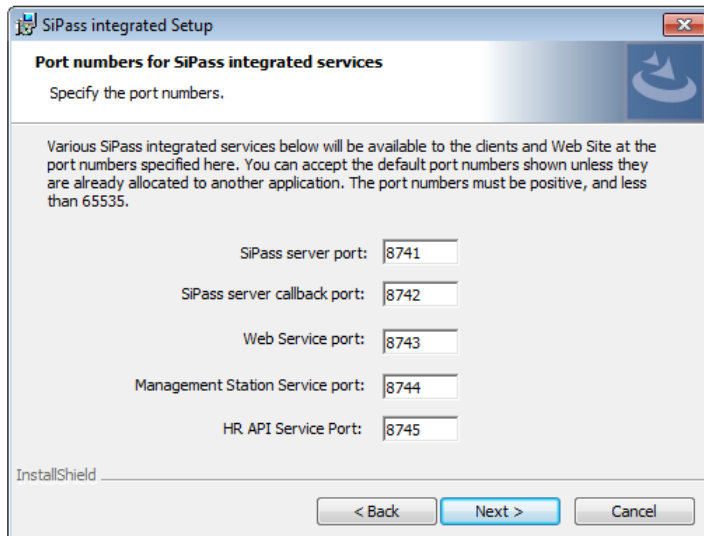 SiPass integrated Setup
Port numbers for SiPass integrated services
Specify the port numbers.
Various SiPass integrated services below will be available to the clients and Web Site at the
port numbers specified here. You can accept the default port numbers shown unless they
are already allocated to another application. The port numbers must be positive, and less
than 65535.
SiPass server port: 8741
SiPass server callback port: 8742
Web Service port: 8743
Management Station Service port: 8744
HR API Service Port: 8745
InstallShield
< Back Next > Cancel